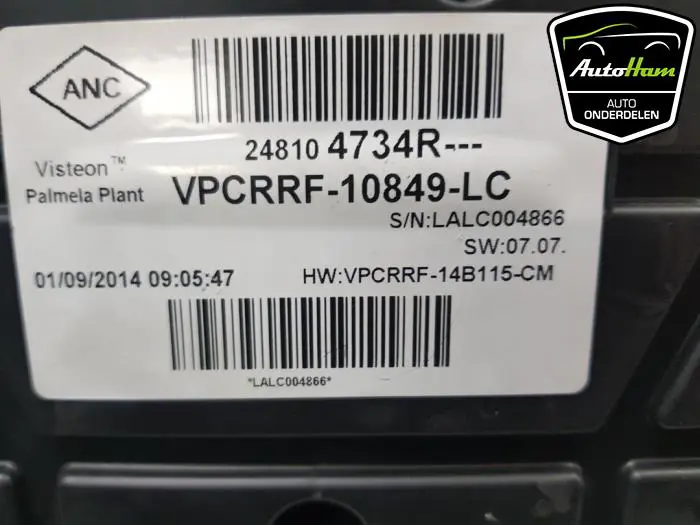 ANC
24810 4734R---
Visteon™
Palmela Plant
VPCRRF-10849-LC
S/N:LALC004866
SW:07.07.
01/09/2014 09:05:47
HW:VPCRRF-14B115-CM
*LALC004866*
AutoHam
AUTO
ONDERDELEN